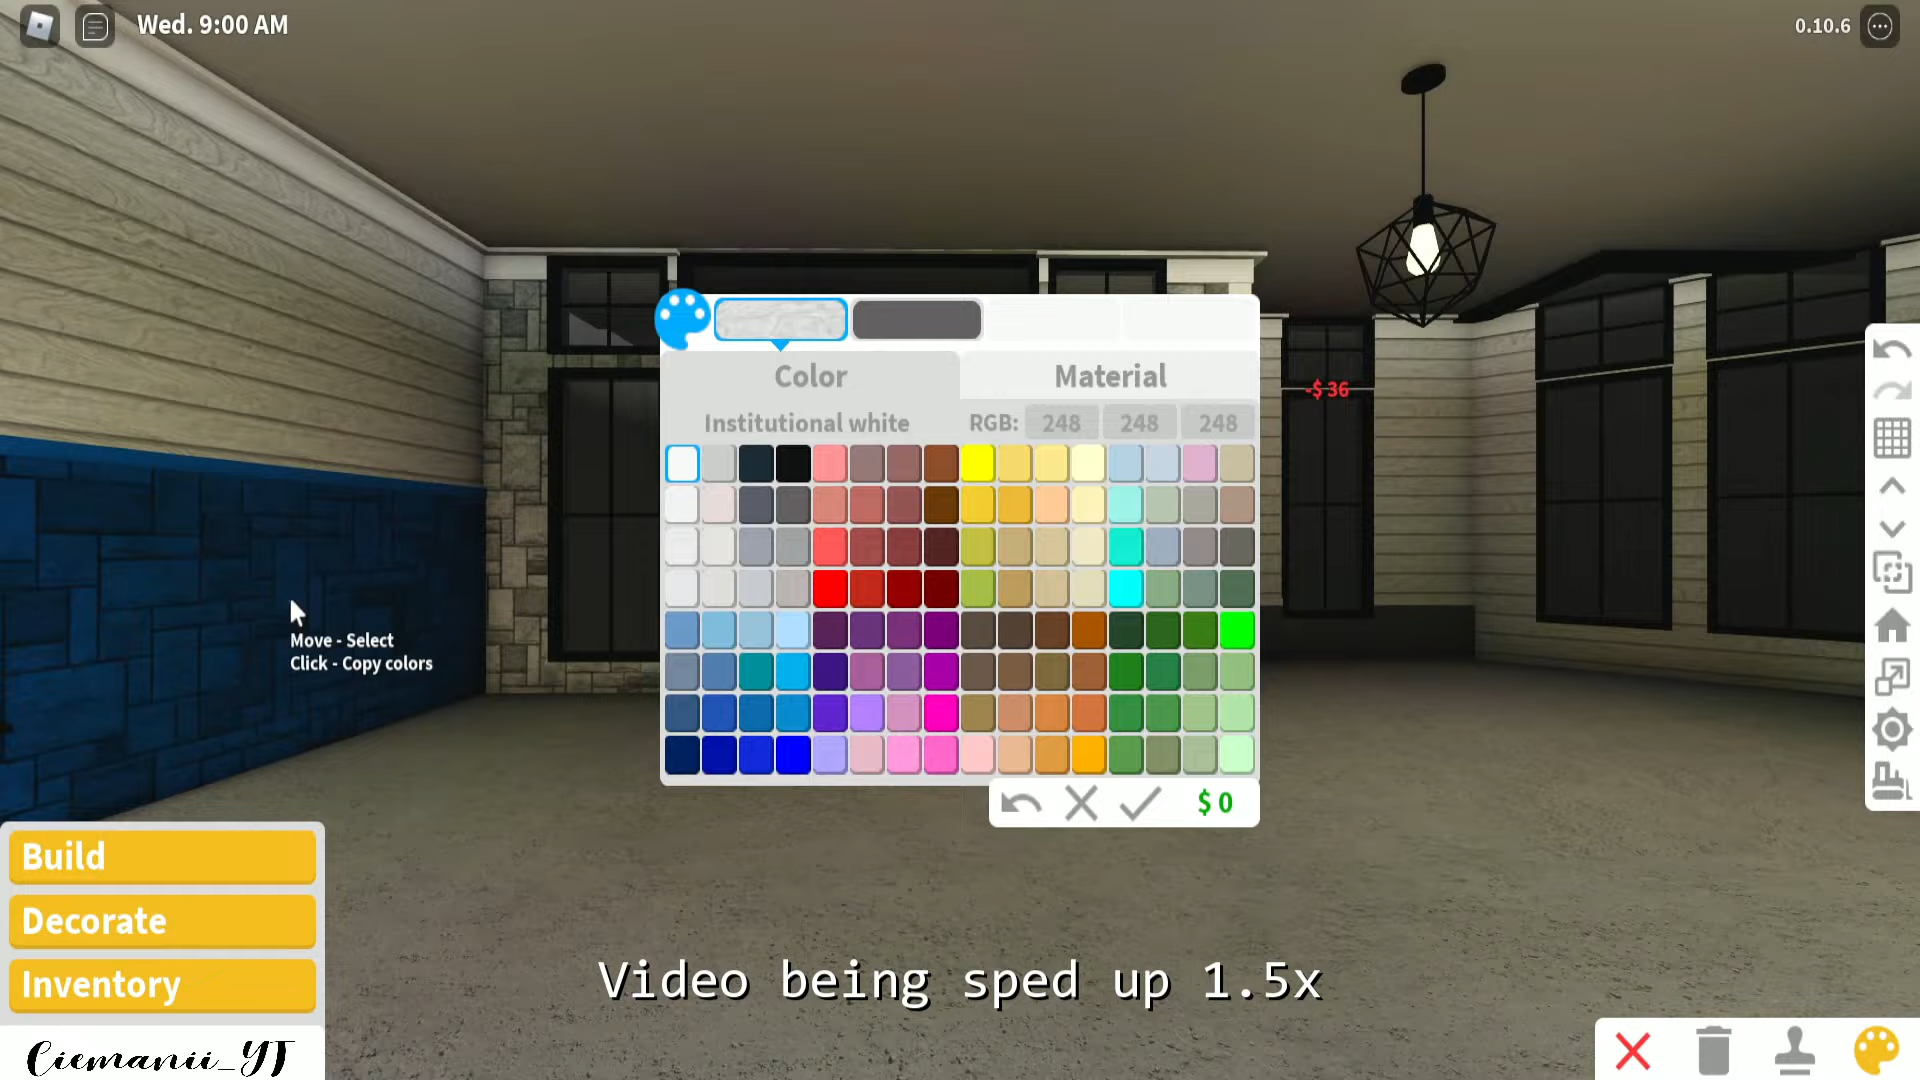 Wed. 9:00 AM
0.10.6
Color
Material
-$ 36
Institutional white
RGB: 248 248 248
Move - Select
Click - Copy colors
$ 0
Build
Decorate
Inventory
Video being sped up 1.5x
Ciemanii_YT